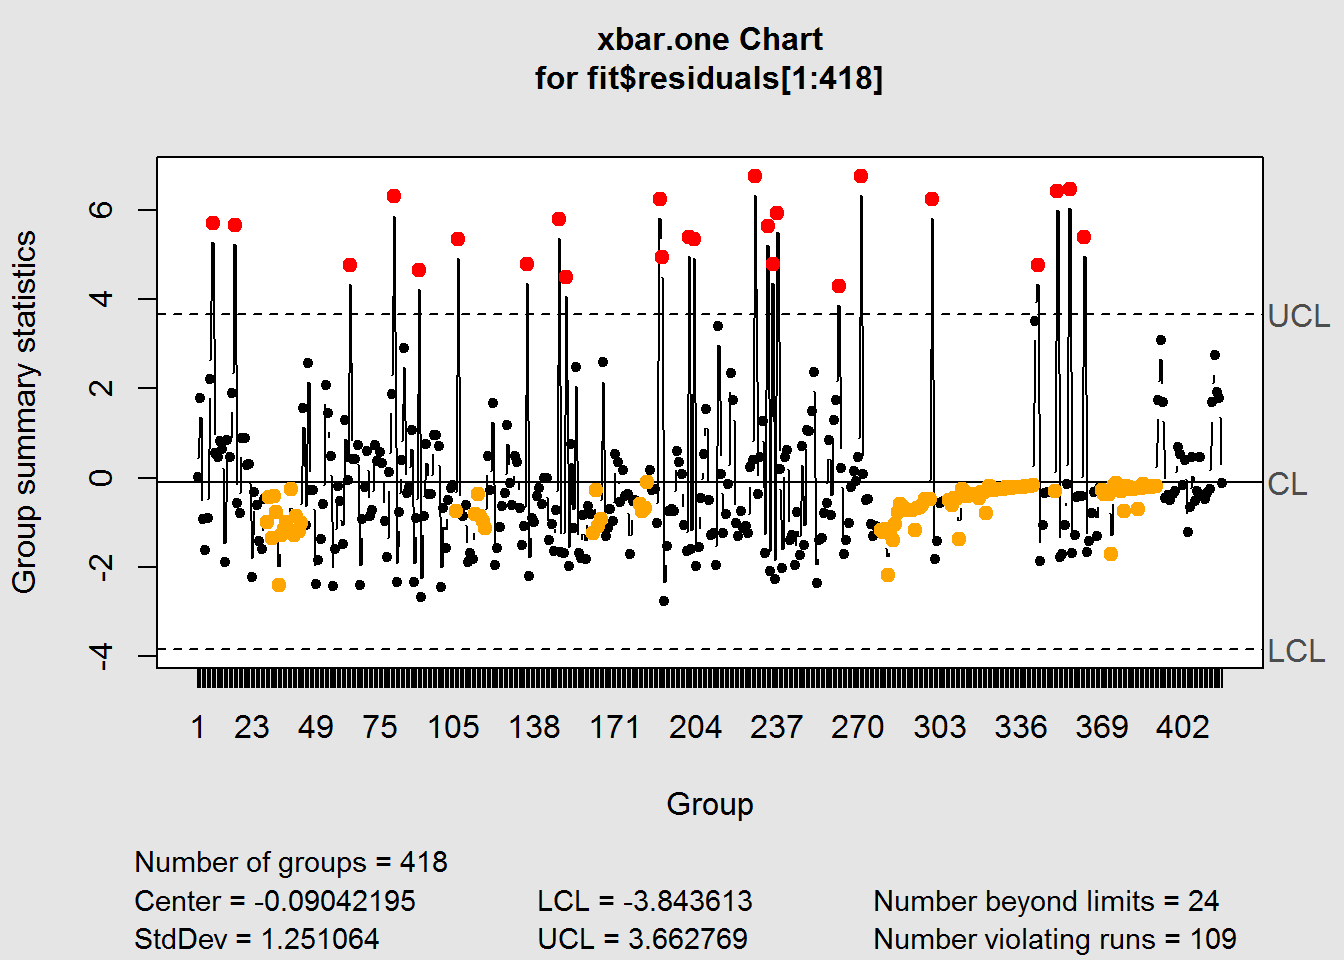 xbar.one Chart
for fit$residuals[1:418]
Group summary statistics
6
4
2
0
-2
-4
UCL
CL
LCL
1 23 49 75 105 138 171 204 237 270 303 336 369 402
Group
Number of groups = 418
Center = -0.09042195 LCL = -3.843613 Number beyond limits = 24
StdDev = 1.251064 UCL = 3.662769 Number violating runs = 109